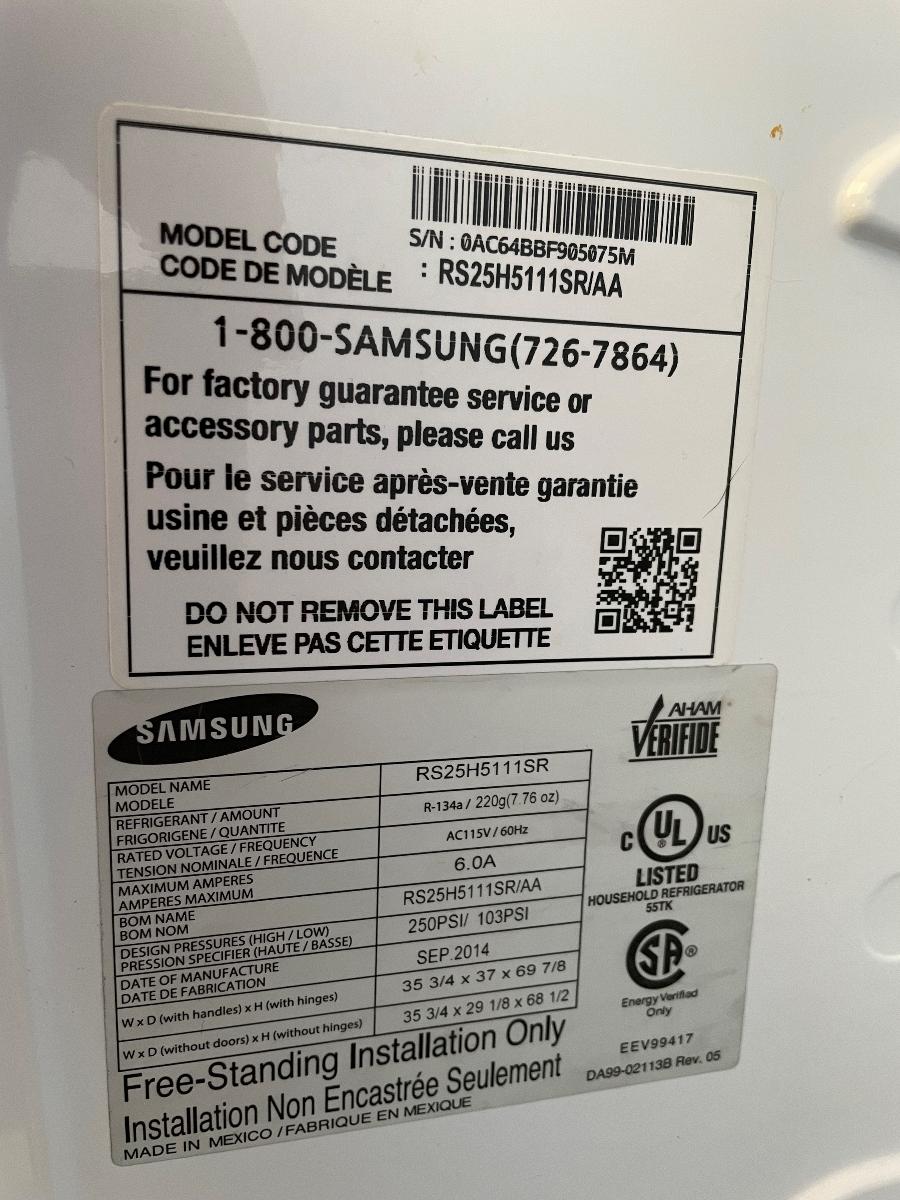 S/N : 0AC64BBF905075M
MODEL CODE
CODE DE MODÈLE : RS25H5111SR/AA
1-800-SAMSUNG(726-7864)
For factory guarantee service or
accessory parts, please call us
Pour le service après-vente garantie
usine et pièces détachées,
veuillez nous contacter
DO NOT REMOVE THIS LABEL
ENLEVE PAS CETTE ETIQUETTE
SAMSUNG
MODEL NAME
MODELE
RS25H5111SR
REFRIGERANT / AMOUNT
FRIGORIGENE / QUANTITE
R-134a / 220g(7.76 oz)
RATED VOLTAGE / FREQUENCY
TENSION NOMINALE / FREQUENCE
AC115V / 60Hz
MAXIMUM AMPERES
AMPERES MAXIMUM
6.0A
BOM NAME
BOM NOM
RS25H5111SR/AA
DESIGN PRESSURES (HIGH / LOW)
PRESSION SPECIFIER (HAUTE / BASSE)
250PSI/ 103PSI
DATE OF MANUFACTURE
DATE DE FABRICATION
SEP.2014
W x D (with handles) x H (with hinges)
35 3/4 x 37 x 69 7/8
W x D (without doors) x H (without hinges)
35 3/4 x 29 1/8 x 68 1/2
Free-Standing Installation Only
Installation Non Encastrée Seulement
MADE IN MEXICO / FABRIQUE EN MEXIQUE
AHAM
VERIFIDE
C UL ® US
LISTED
HOUSEHOLD REFRIGERATOR
55TK
SA ®
Energy Verified
Only
EEV99417
DA99-02113B Rev. 05